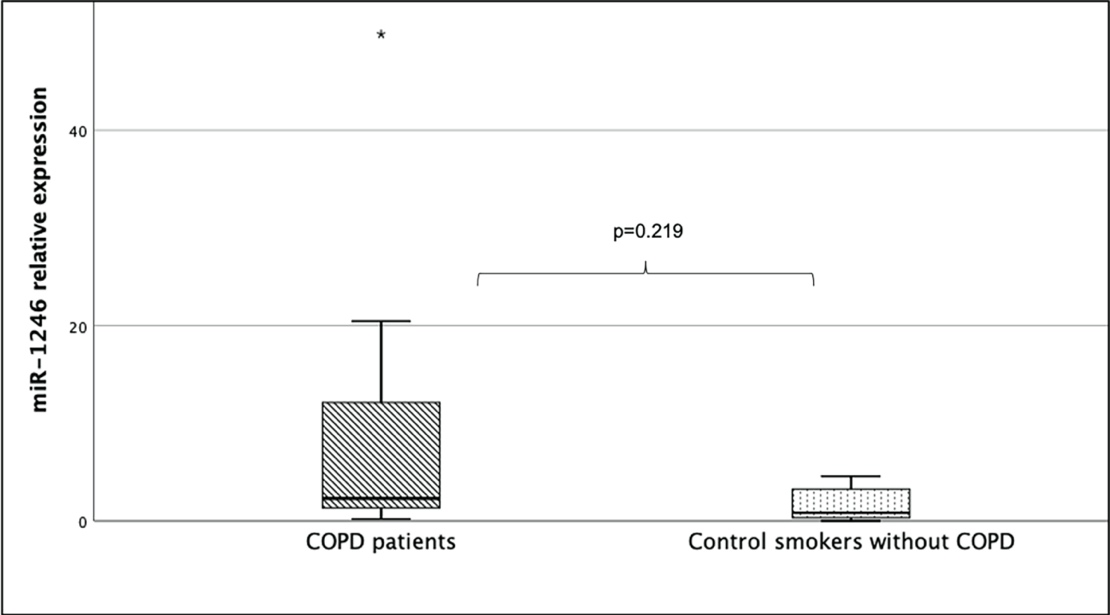 *
miR-1246 relative expression
40
p=0.219
20
0
COPD patients
Control smokers without COPD